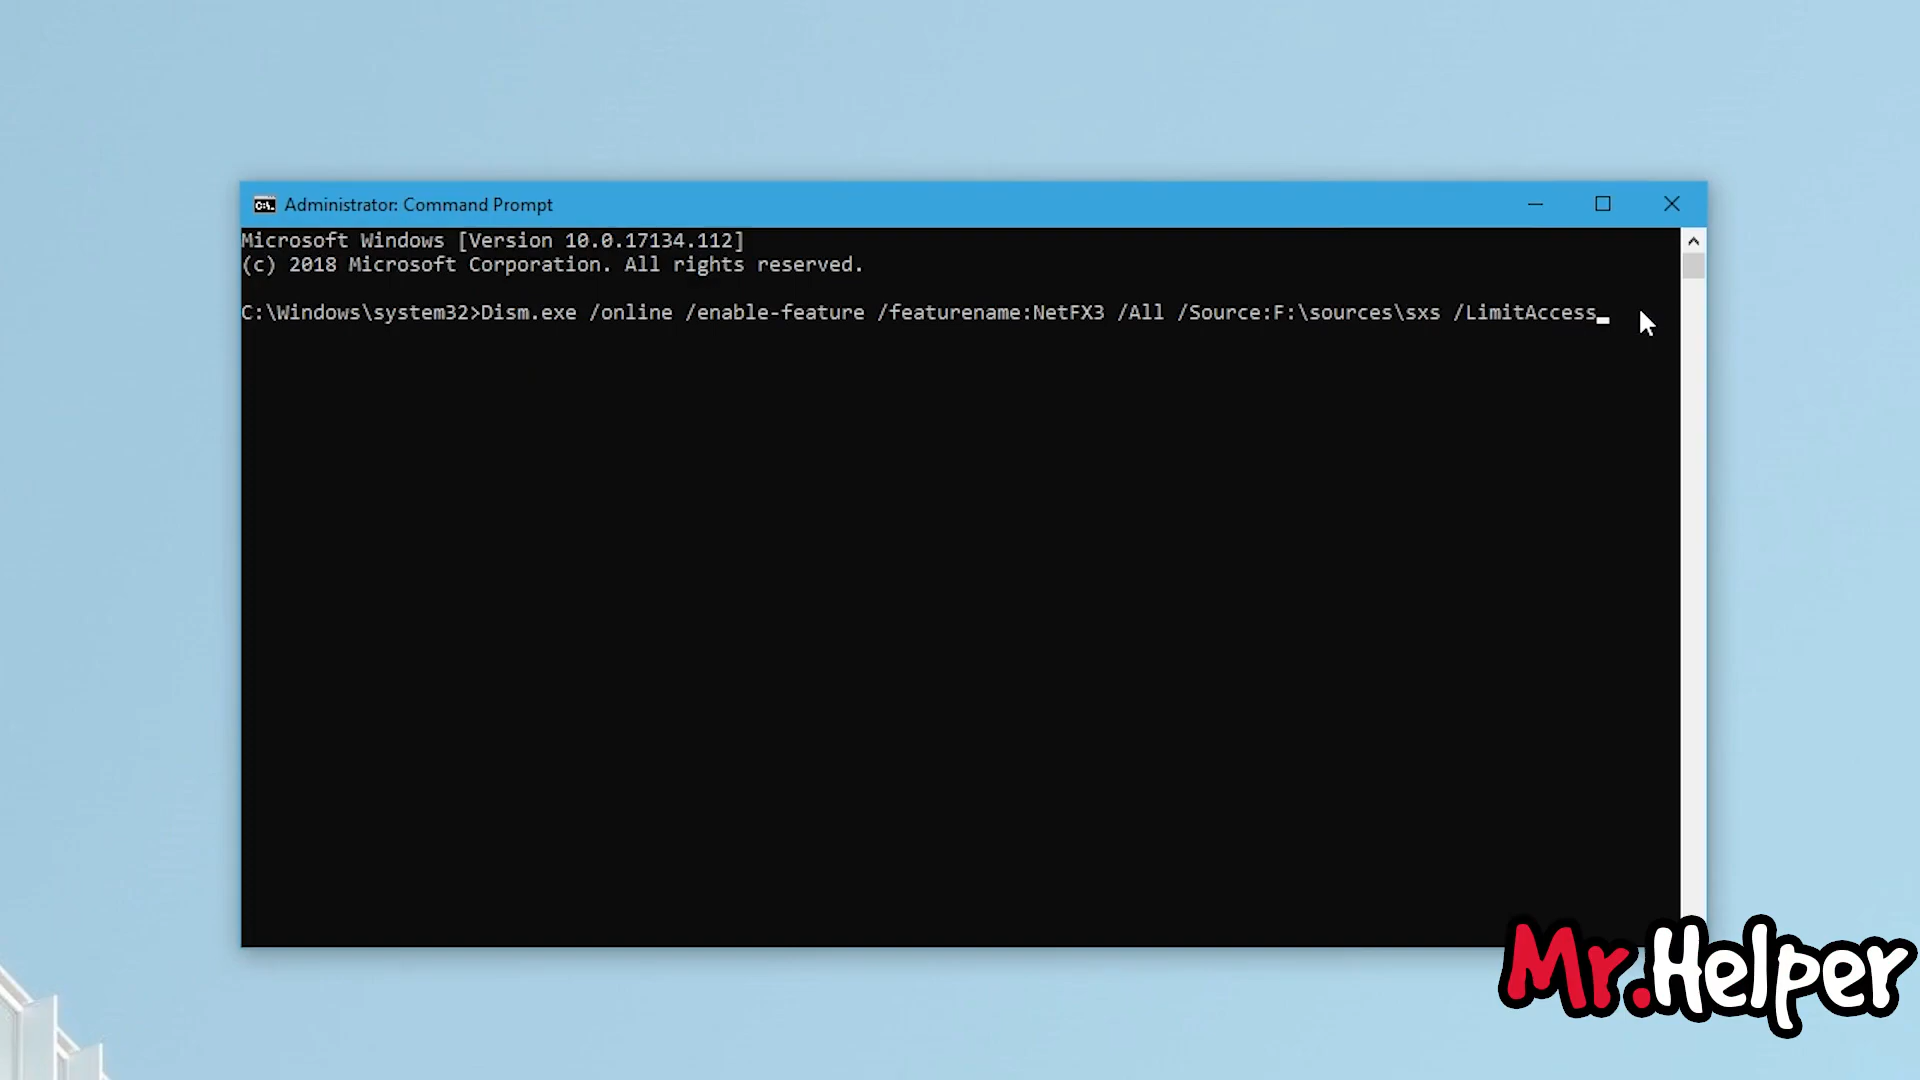 Administrator: Command Prompt
Microsoft Windows [Version 10.0.17134.112]
(c) 2018 Microsoft Corporation. All rights reserved.
C:\Windows\system32>Dism.exe /online /enable-feature /featurename:NetFX3 /All /Source:F:\sources\sxs /LimitAccess
Mr.Helper